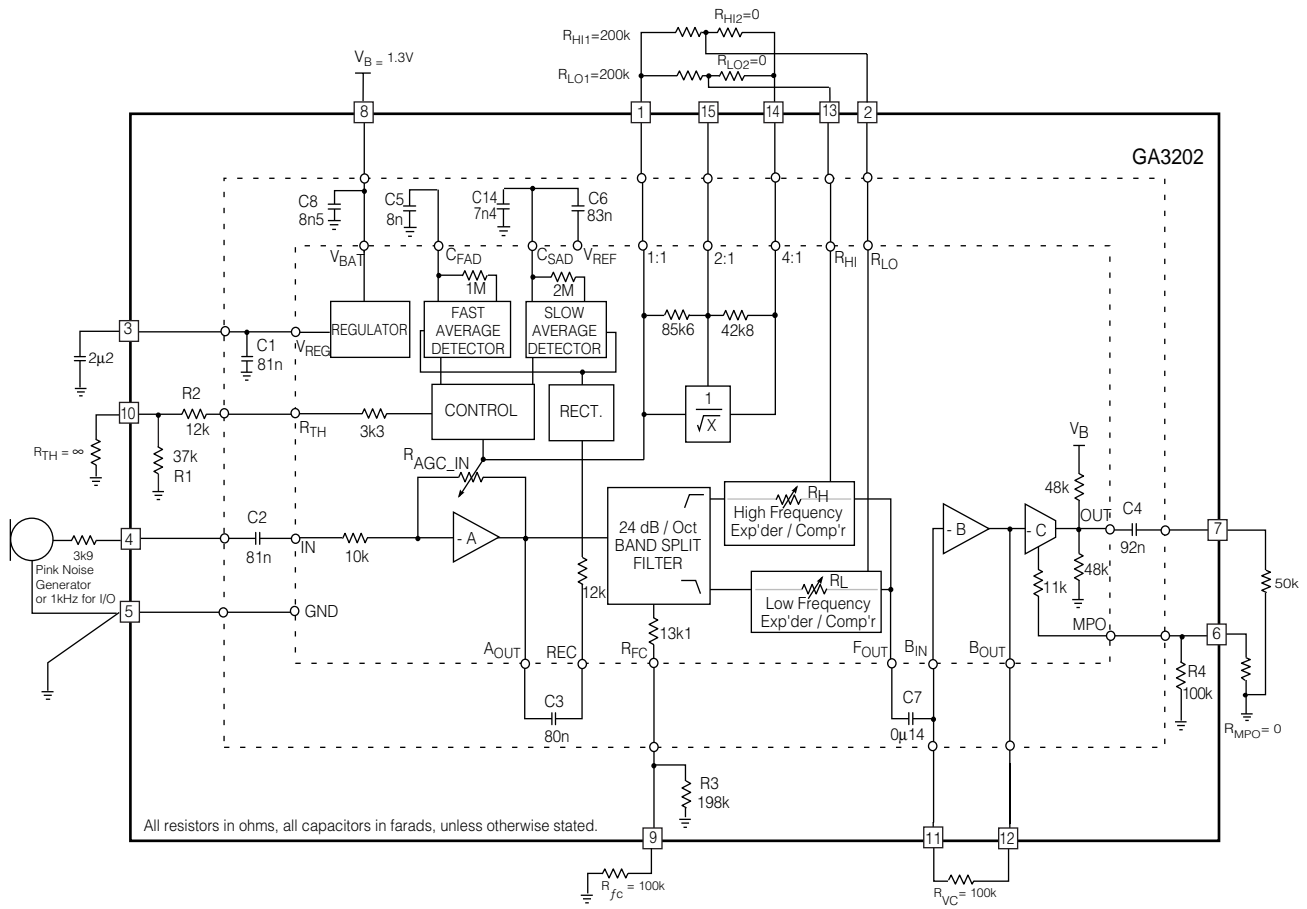 R_HI2=0
R_HI1=200k
R_LO2=0
R_LO1=200k
V_B = 1.3V
8
1
15
14
13
2
GA3202
C8
8n5
C5
8n
C14
7n4
C6
83n
V_BAT
C_FAD
C_SAD
V_REF
1:1
2:1
4:1
R_HI
R_LO
1M
2M
3
2µ2
C1
81n
V_REG
REGULATOR
FAST
AVERAGE
DETECTOR
SLOW
AVERAGE
DETECTOR
85k6
42k8
10
R2
12k
R_TH
3k3
CONTROL
RECT.
1
√X
R_TH = ∞
37k
R1
R_AGC_IN
V_B
48k
4
3k9
Pink Noise
Generator
or 1kHz for I/O
C2
81n
IN
10k
- A
24 dB / Oct
BAND SPLIT
FILTER
R_H
High Frequency
Exp'der / Comp'r
- B
- C
OUT
C4
92n
7
12k
R_L
Low Frequency
Exp'der / Comp'r
11k
48k
50k
5
GND
13k1
MPO
6
A_OUT
REC
R_FC
F_OUT
B_IN
B_OUT
R4
100k
C3
80n
C7
0µ14
R_MPO= 0
R3
198k
All resistors in ohms, all capacitors in farads, unless otherwise stated.
9
11
12
R_ƒc = 100k
R_VC = 100k